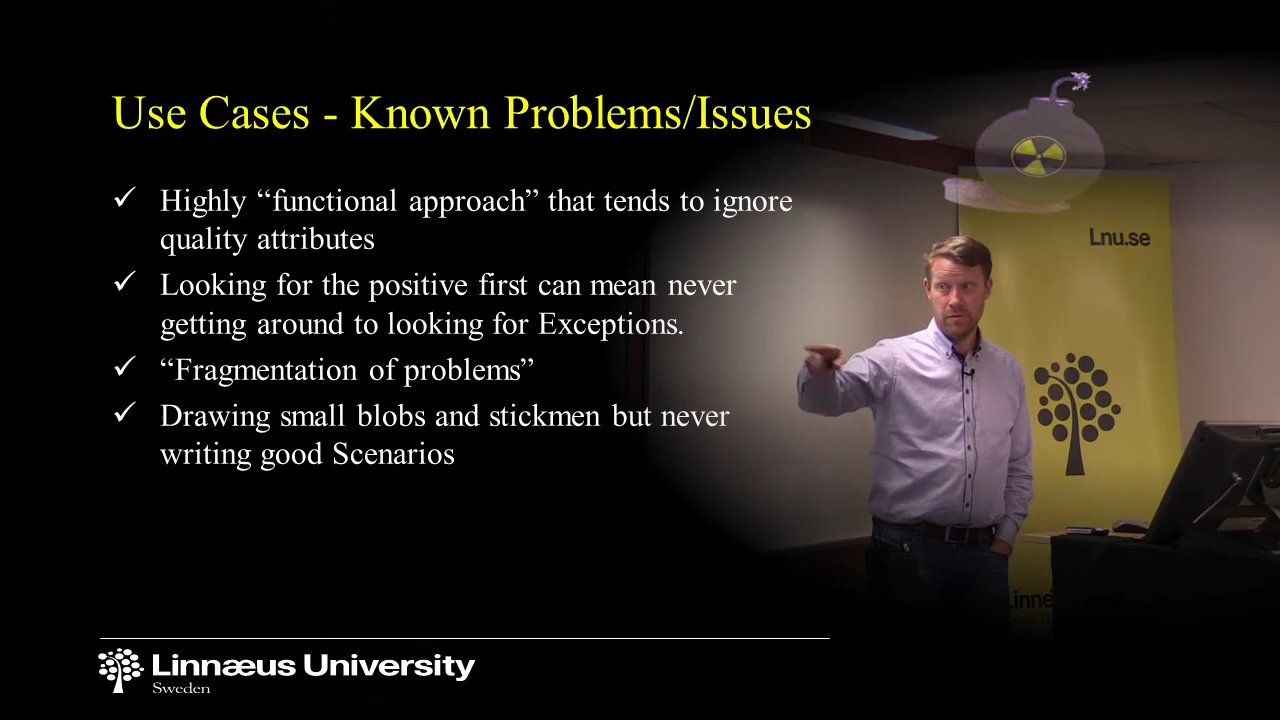 Use Cases - Known Problems/Issues
✓ Highly “functional approach” that tends to ignore
quality attributes
✓ Looking for the positive first can mean never
getting around to looking for Exceptions.
✓ “Fragmentation of problems”
✓ Drawing small blobs and stickmen but never
writing good Scenarios
Lnu.se
Linnæus University
Sweden